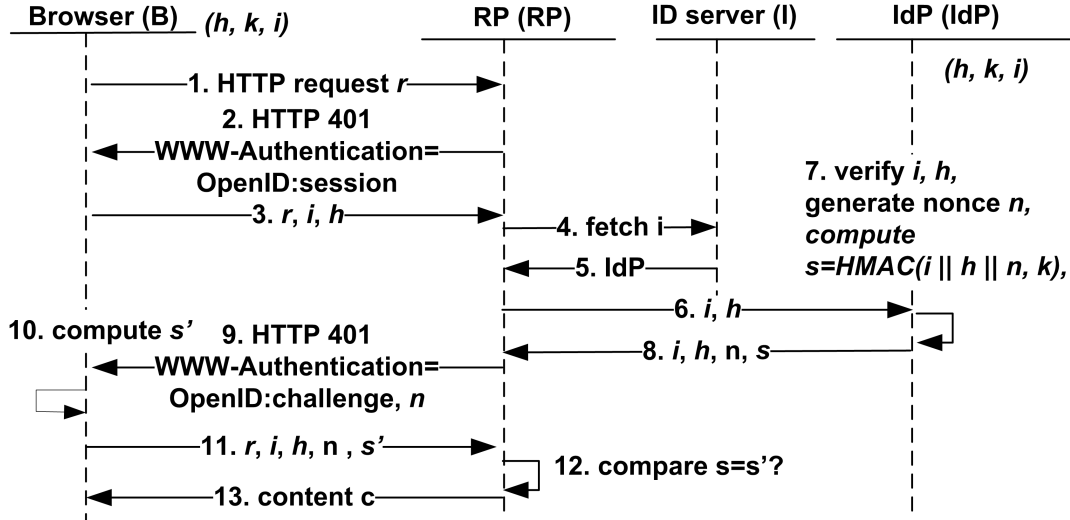 Browser (B)
(h, k, i)
RP (RP)
ID server (I)
IdP (IdP)
(h, k, i)
1. HTTP request r
2. HTTP 401
WWW-Authentication=
OpenID:session
3. r, i, h
4. fetch i
5. IdP
6. i, h
7. verify i, h,
generate nonce n,
compute
s=HMAC(i || h || n, k),
8. i, h, n, s
9. HTTP 401
WWW-Authentication=
OpenID:challenge, n
10. compute s’
11. r, i, h, n , s’
12. compare s=s’?
13. content c